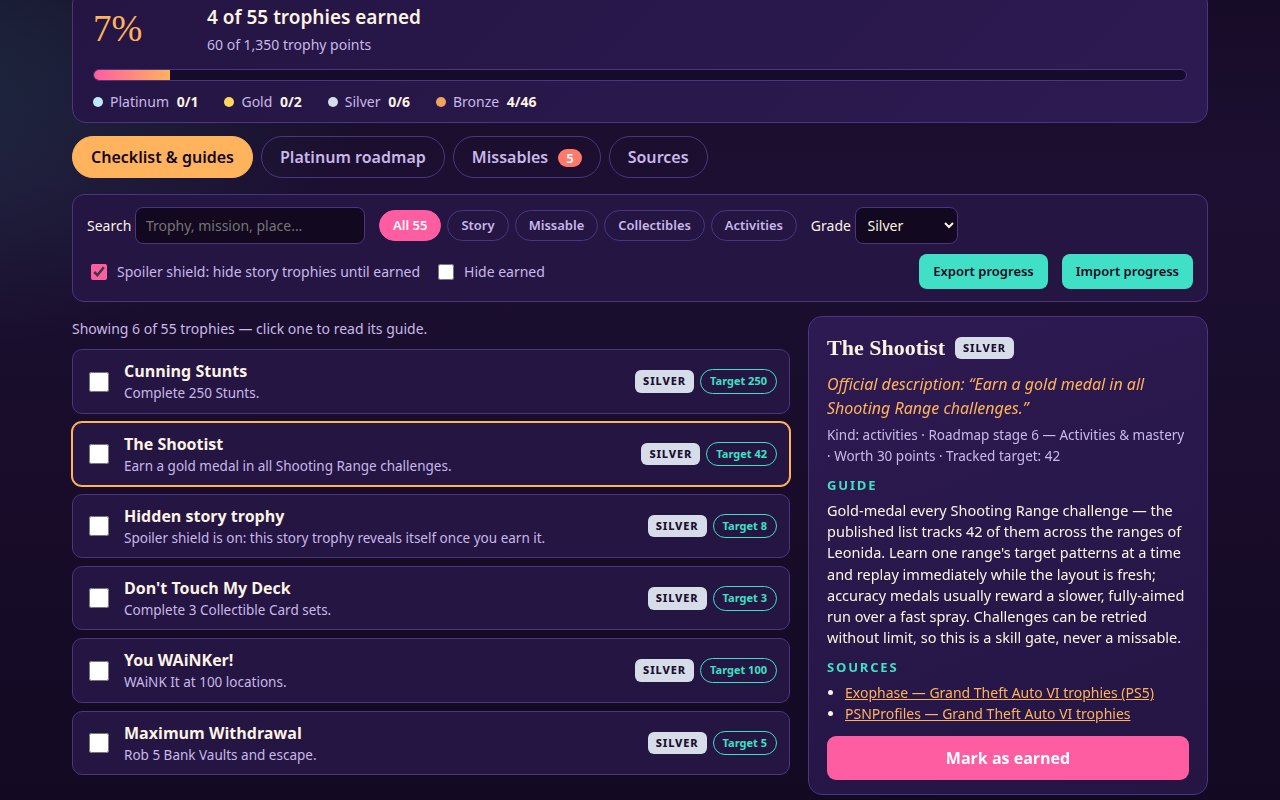 7%
4 of 55 trophies earned
60 of 1,350 trophy points
Platinum 0/1 Gold 0/2 Silver 0/6 Bronze 4/46
Checklist & guides Platinum roadmap Missables 5 Sources
Search Trophy, mission, place... All 55 Story Missable Collectibles Activities Grade Silver
Spoiler shield: hide story trophies until earned Hide earned Export progress Import progress
Showing 6 of 55 trophies — click one to read its guide.
Cunning Stunts
Complete 250 Stunts.
SILVER Target 250
The Shootist
Earn a gold medal in all Shooting Range challenges.
SILVER Target 42
Hidden story trophy
Spoiler shield is on: this story trophy reveals itself once you earn it.
SILVER Target 8
Don't Touch My Deck
Complete 3 Collectible Card sets.
SILVER Target 3
You WAiNKer!
WAiNK It at 100 locations.
SILVER Target 100
Maximum Withdrawal
Rob 5 Bank Vaults and escape.
SILVER Target 5
The Shootist SILVER
Official description: “Earn a gold medal in all
Shooting Range challenges.”
Kind: activities · Roadmap stage 6 — Activities & mastery
· Worth 30 points · Tracked target: 42
GUIDE
Gold-medal every Shooting Range challenge — the
published list tracks 42 of them across the ranges of
Leonida. Learn one range's target patterns at a time
and replay immediately while the layout is fresh;
accuracy medals usually reward a slower, fully-aimed
run over a fast spray. Challenges can be retried
without limit, so this is a skill gate, never a missable.
SOURCES
Exophase — Grand Theft Auto VI trophies (PS5)
PSNProfiles — Grand Theft Auto VI trophies
Mark as earned